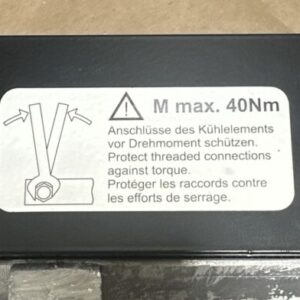 M max. 40Nm
Anschlüsse des Kühlelements
vor Drehmoment schützen.
Protect threaded connections
against torque.
Protéger les raccords contre
les efforts de serrage.